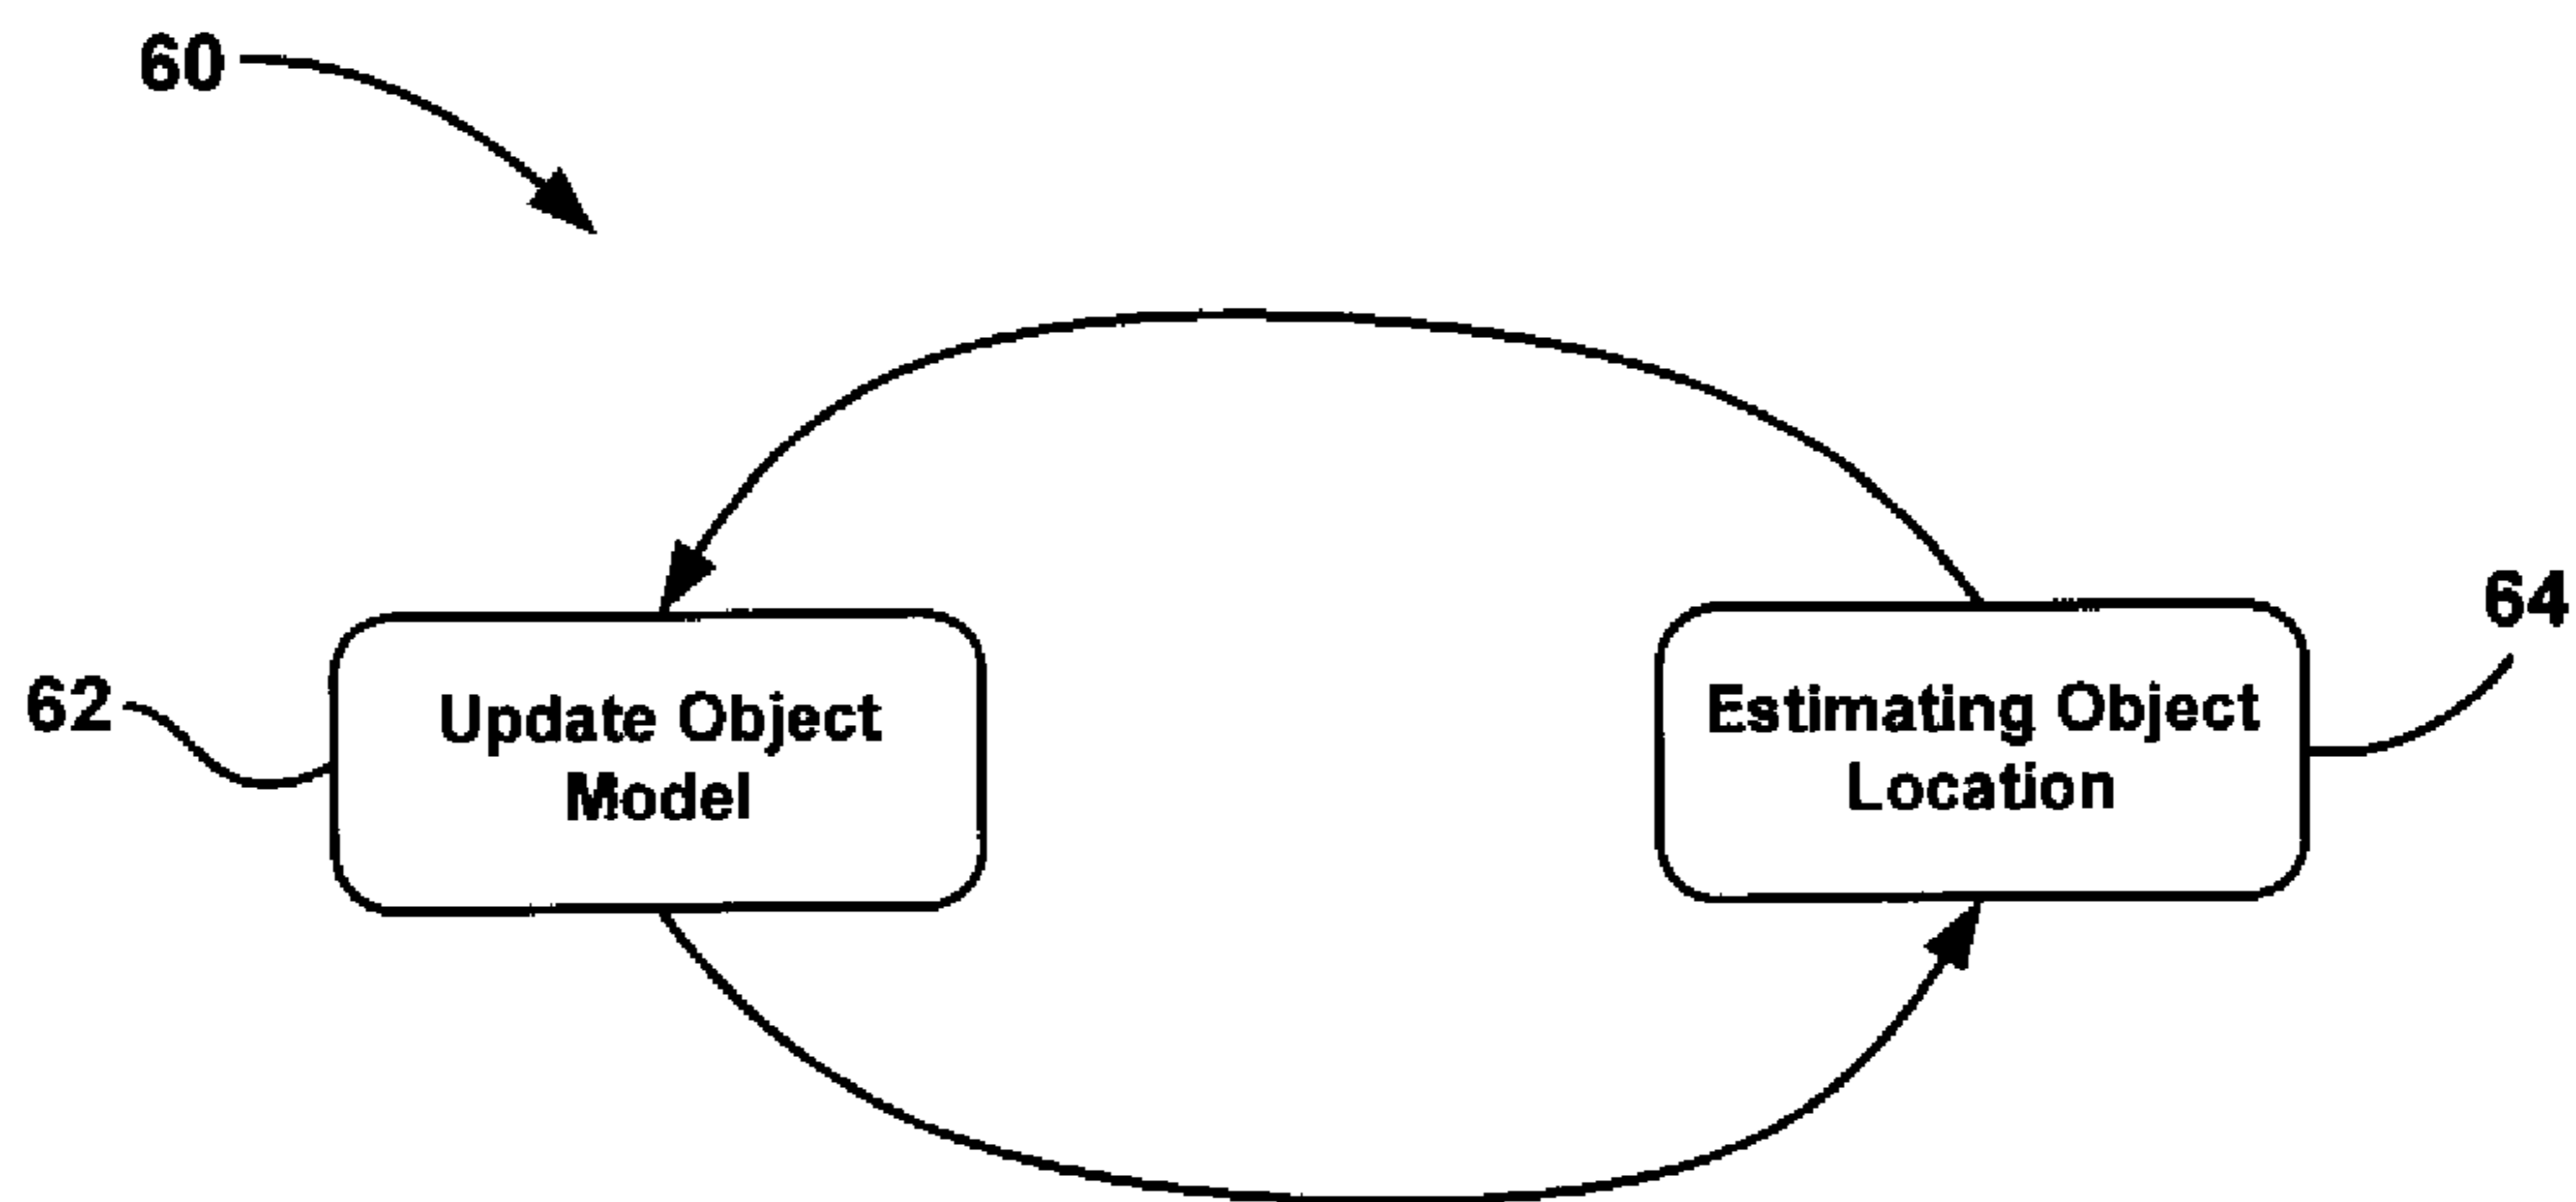 60
62
Update Object
Model
Estimating Object
Location
64